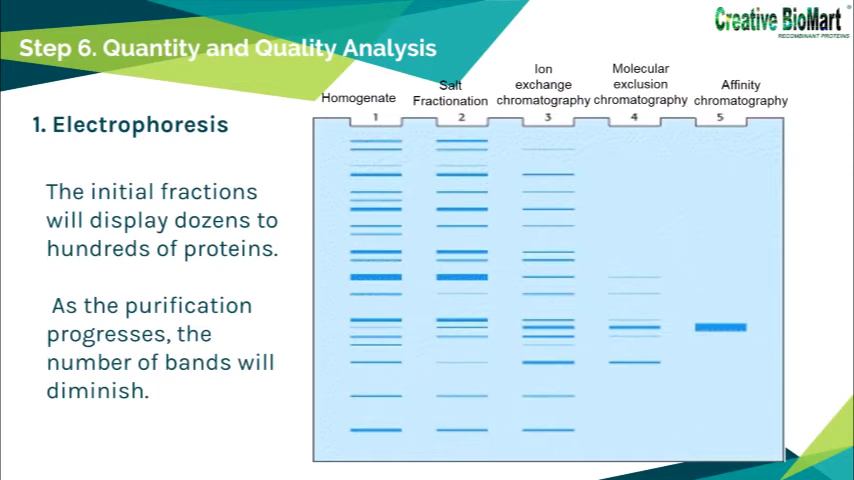 Creative BioMart
RECOMBINANT PROTEINS
Step 6. Quantity and Quality Analysis
1. Electrophoresis
The initial fractions
will display dozens to
hundreds of proteins.
As the purification
progresses, the
number of bands will
diminish.
Homogenate
Salt
Fractionation
Ion
exchange
chromatography
Molecular
exclusion
chromatography
Affinity
chromatography
1
2
3
4
5